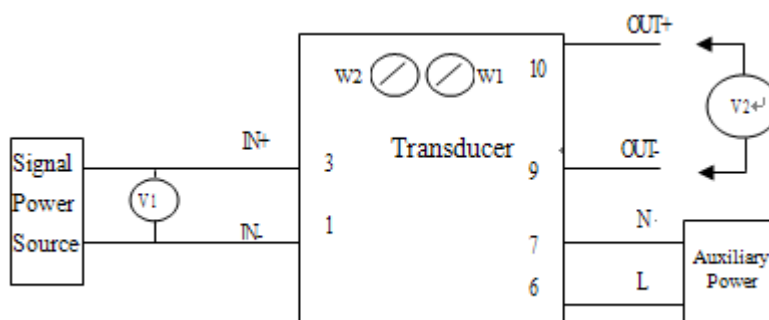 OUT+
W2
W1
10
V2↵
Signal
Power
Source
IN+
V1
IN-
Transducer
3
1
9
OUT-
7
N
6
L
Auxiliary
Power